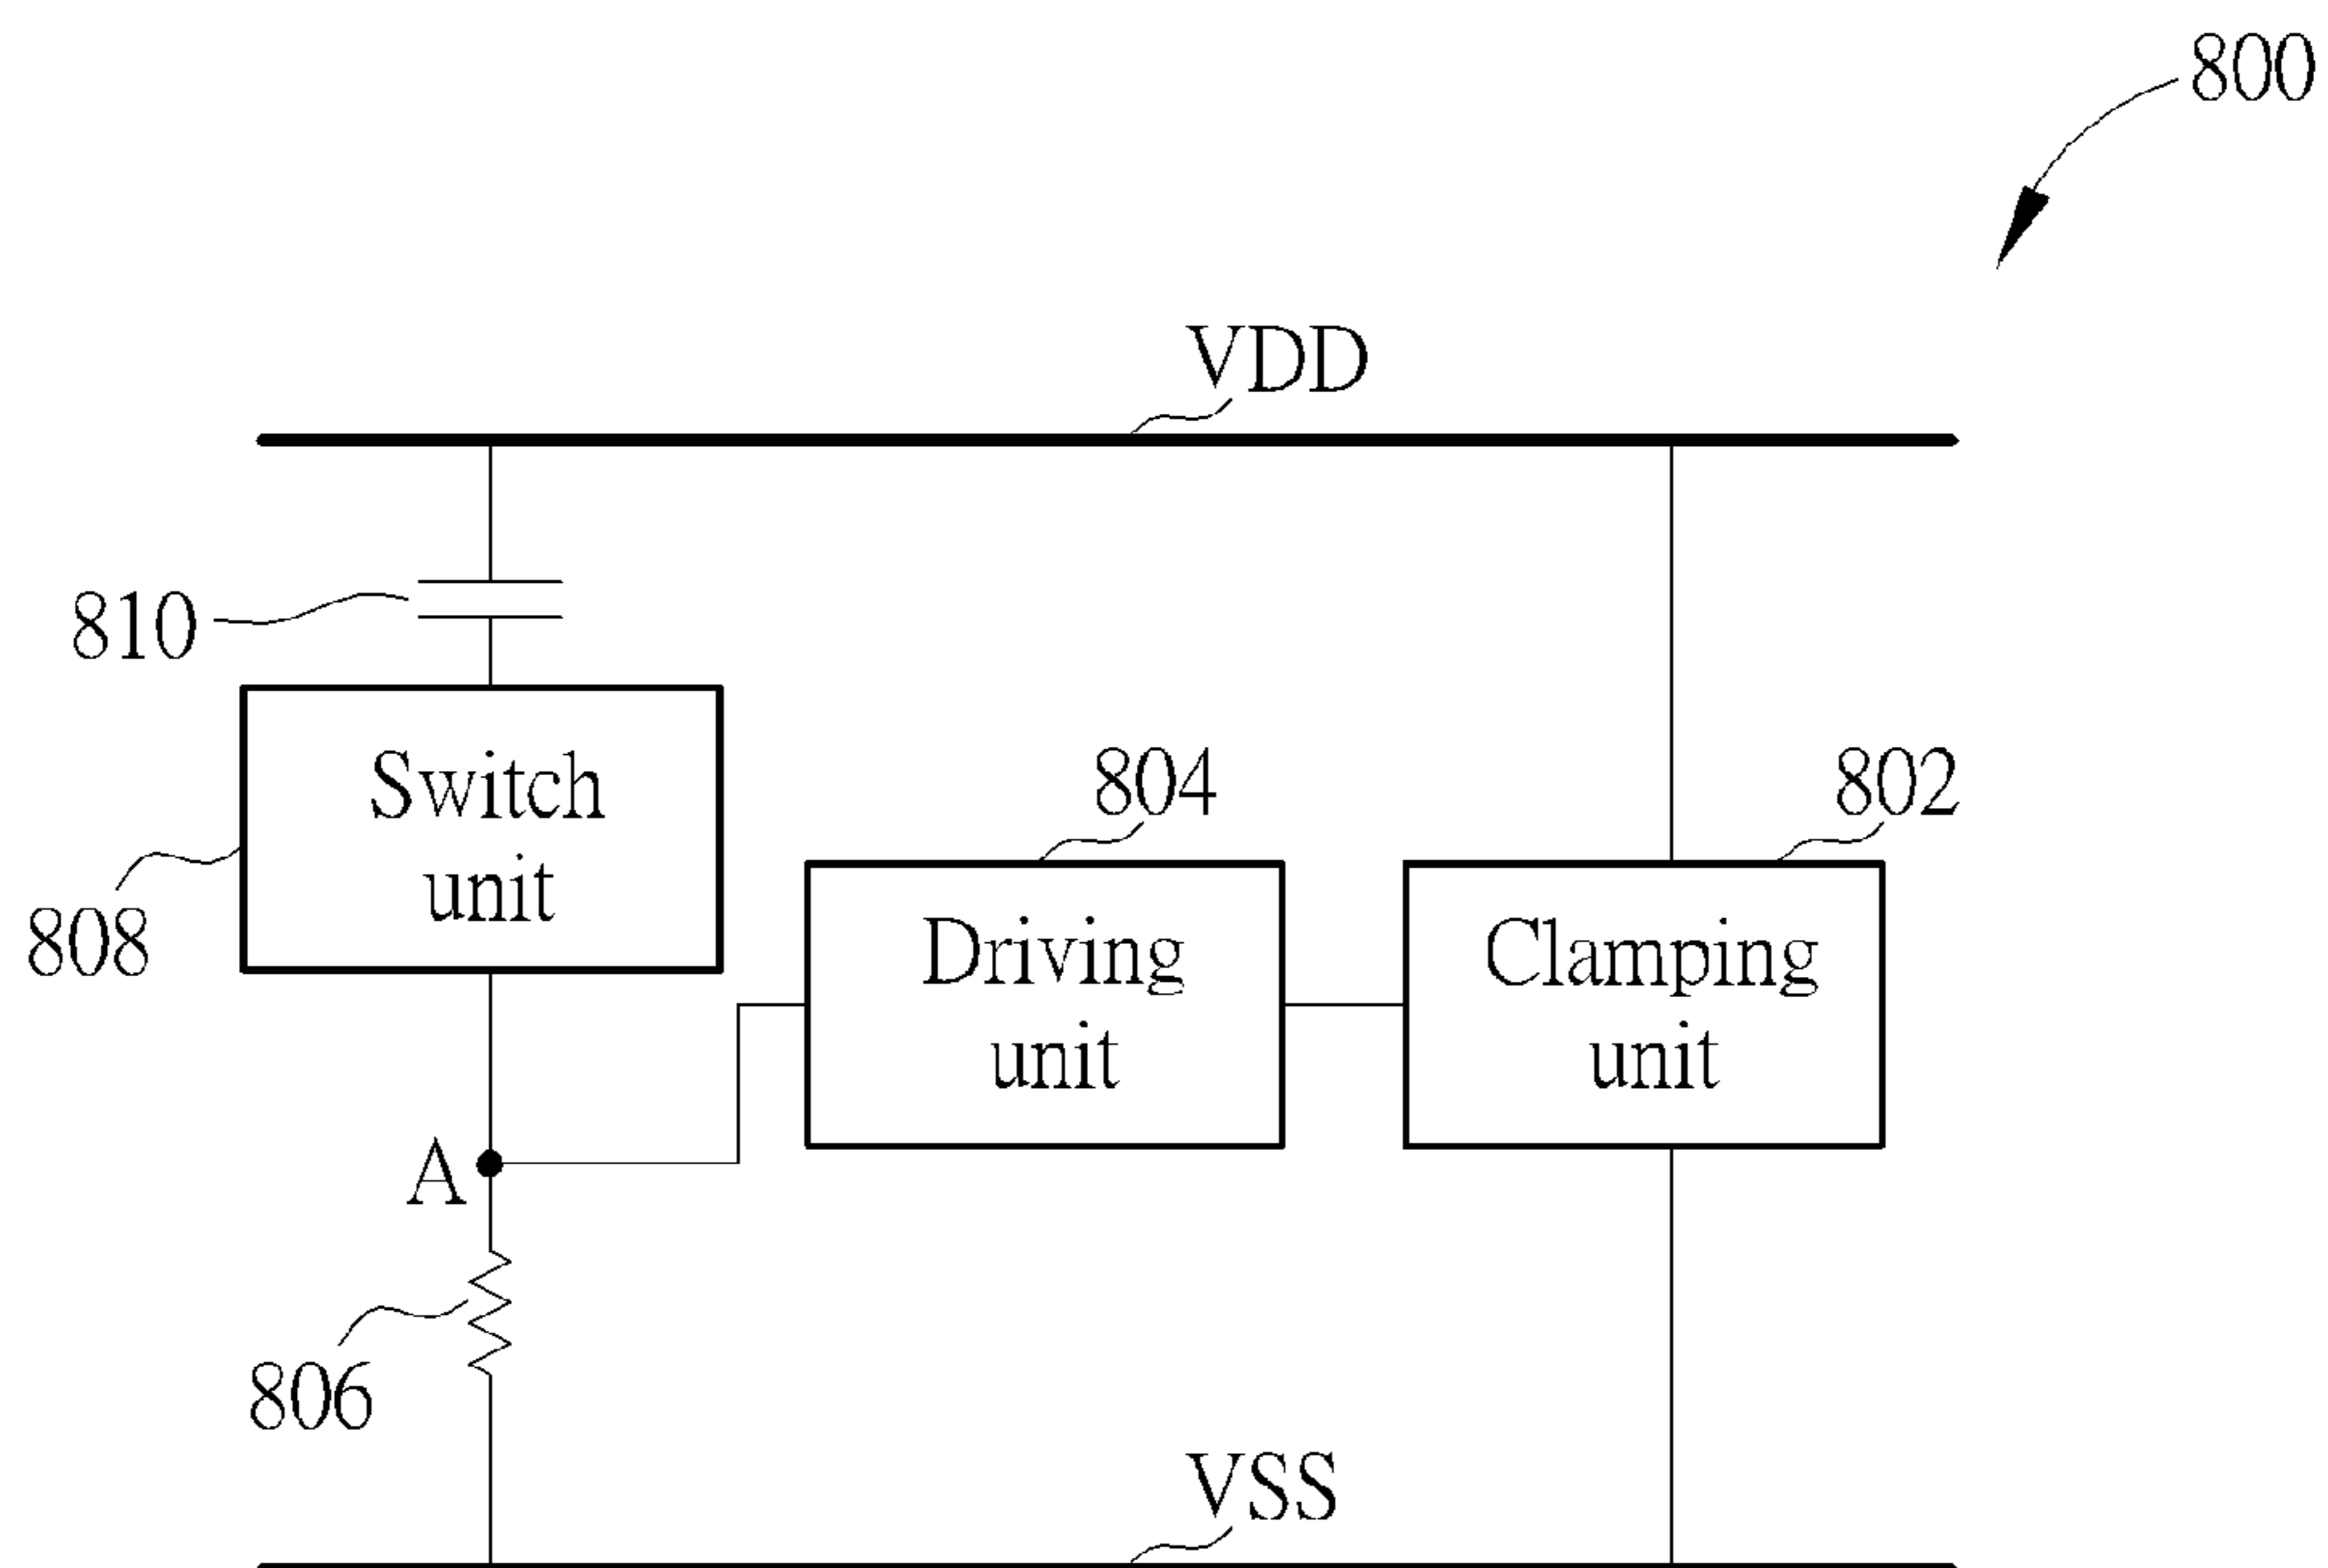 800
VDD
810
Switch
unit
804
802
808
Driving
unit
Clamping
unit
A
806
VSS